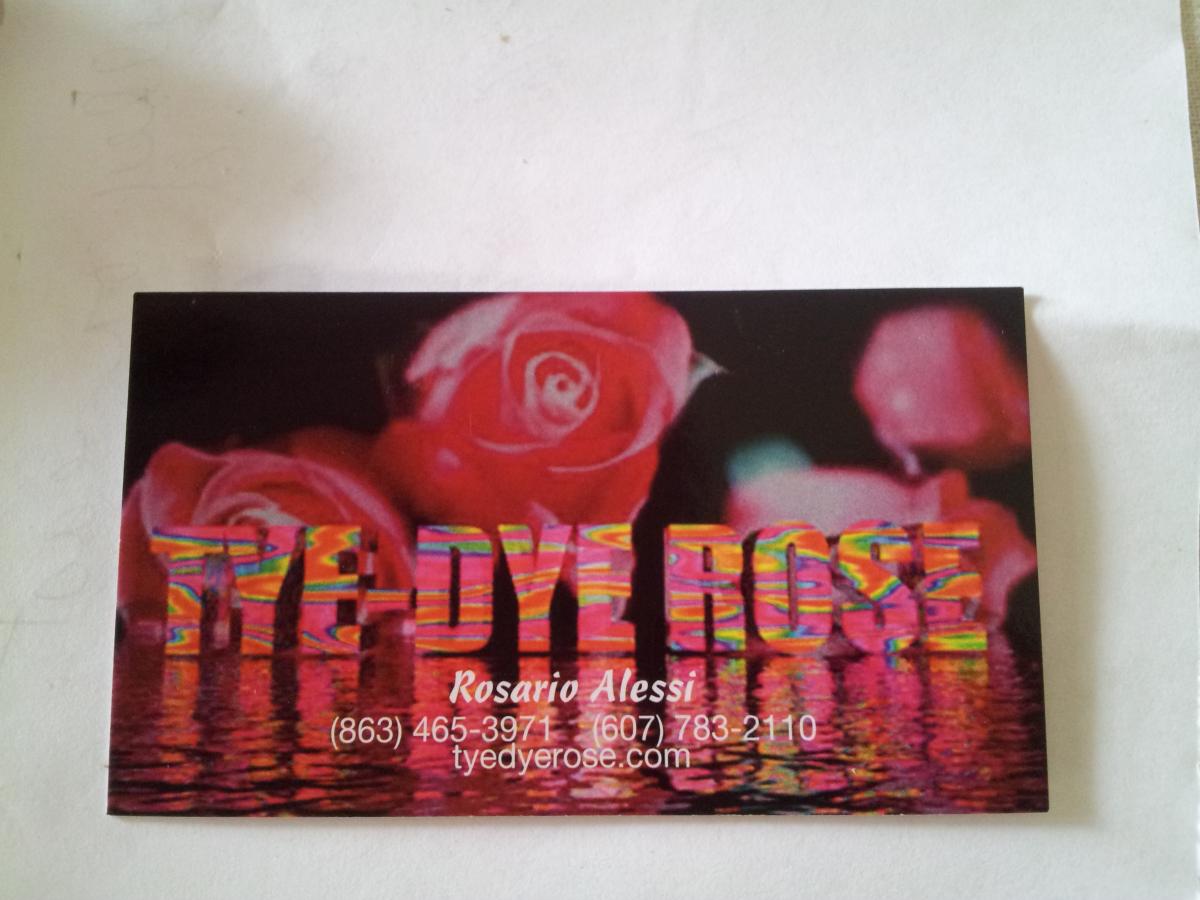 TYE DYE ROSE
Rosario Alessi
(863) 465-3971 (607) 783-2110
tyedyerose.com